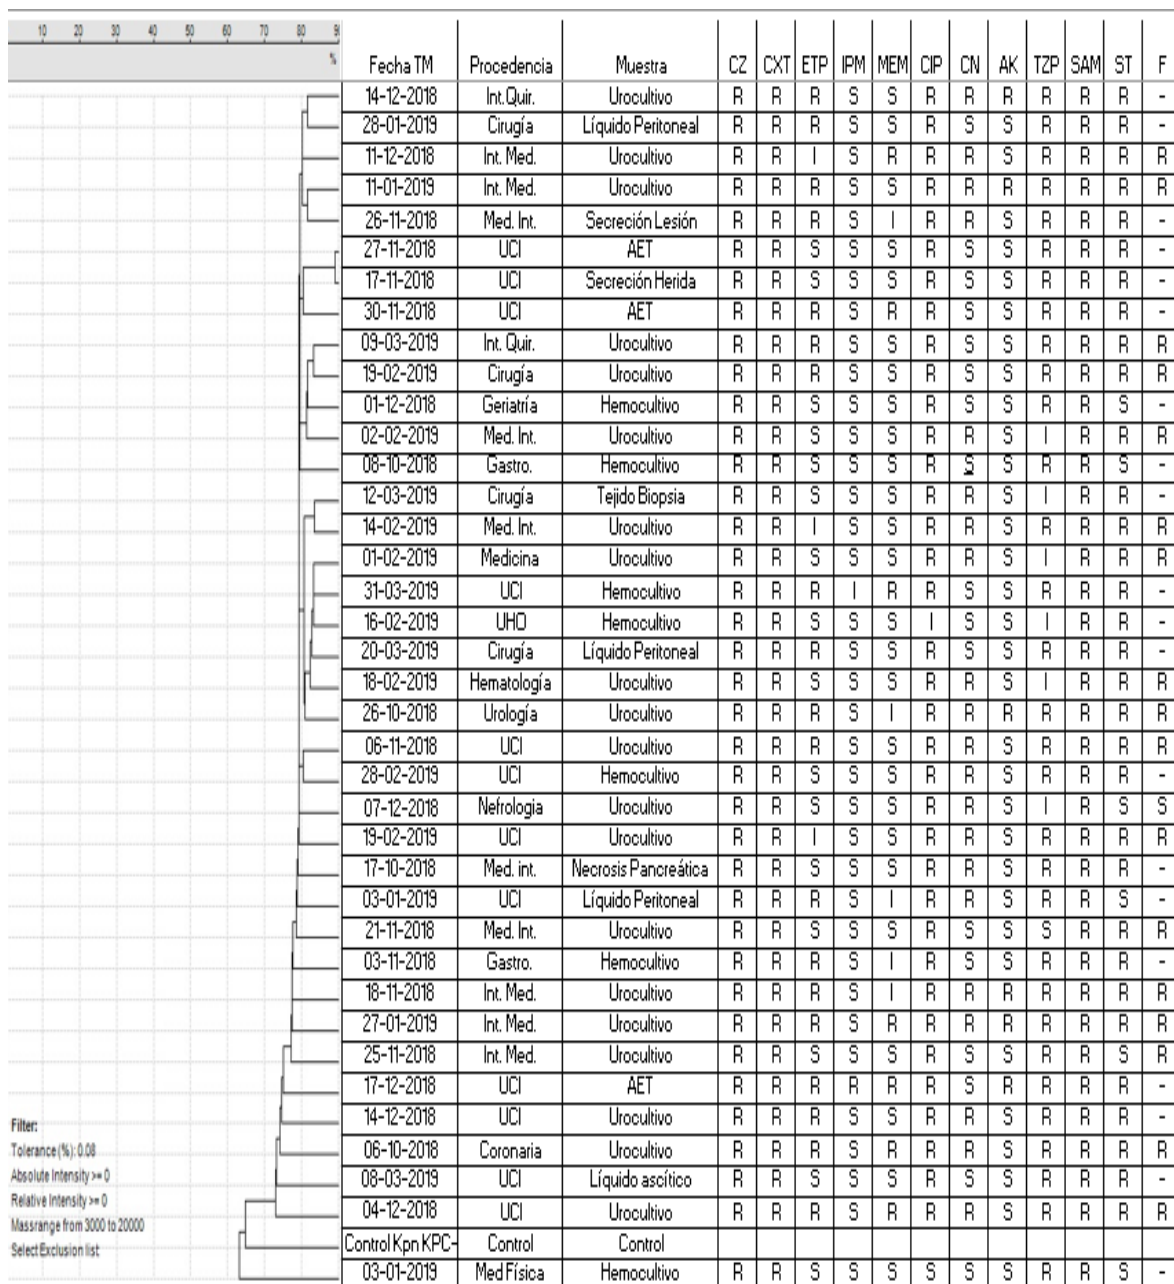 10 20 30 40 50 60 70 80 9
%
Fecha TM Procedencia Muestra CZ CXT ETP IPM MEM CIP CN AK TZP SAM ST F
14-12-2018 Int.Quir. Urocultivo R R R S S R R R R R R -
28-01-2019 Cirugía Líquido Peritoneal R R R S S R S S R R R -
11-12-2018 Int. Med. Urocultivo R R I S R R R S R R R R
11-01-2019 Int. Med. Urocultivo R R R S S R R R R R R R
26-11-2018 Med. Int. Secreción Lesión R R R S I R R S R R R -
27-11-2018 UCI AET R R S S S R S S R R R -
17-11-2018 UCI Secreción Herida R R S S S R S S R R R -
30-11-2018 UCI AET R R R S R R S S R R R -
09-03-2019 Int. Quir. Urocultivo R R R S S R S S R R R R
19-02-2019 Cirugía Urocultivo R R R S S R S S R R R R
01-12-2018 Geriatría Hemocultivo R R S S S R S S R R S -
02-02-2019 Med. Int. Urocultivo R R S S S R R S I R R R
08-10-2018 Gastro. Hemocultivo R R S S S R S S R R S -
12-03-2019 Cirugía Tejido Biopsia R R S S S R R S I R R -
14-02-2019 Med. Int. Urocultivo R R I S S R R S R R R R
01-02-2019 Medicina Urocultivo R R S S S R R S I R R R
31-03-2019 UCI Hemocultivo R R R I R R S S R R R -
16-02-2019 UHO Hemocultivo R R S S S I S S I R R -
20-03-2019 Cirugía Líquido Peritoneal R R R S S R S S R R R -
18-02-2019 Hematología Urocultivo R R S S S R R S I R R R
26-10-2018 Urología Urocultivo R R R S I R R R R R R R
06-11-2018 UCI Urocultivo R R R S S R R S R R R R
28-02-2019 UCI Hemocultivo R R S S S R R S R R R -
07-12-2018 Nefrologia Urocultivo R R S S S R R S I R S S
19-02-2019 UCI Urocultivo R R I S S R R S R R R R
17-10-2018 Med. int. Necrosis Pancreática R R S S S R R S R R R -
03-01-2019 UCI Líquido Peritoneal R R R S I R R S R R S -
21-11-2018 Med. Int. Urocultivo R R S S S R S S S R R R
03-11-2018 Gastro. Hemocultivo R R R S I R S S R R R -
18-11-2018 Int. Med. Urocultivo R R R S I R R R R R R R
27-01-2019 Int. Med. Urocultivo R R R S R R R R R R R R
25-11-2018 Int. Med. Urocultivo R R S S S R S S R R S R
17-12-2018 UCI AET R R R R R R S R R R R -
14-12-2018 UCI Urocultivo R R S S S R R S R R R -
06-10-2018 Coronaria Urocultivo R R R S R R R S R R R R
08-03-2019 UCI Líquido ascítico R R S S S R S S R R R -
04-12-2018 UCI Urocultivo R R R S R R R S R R R R
Control Kpn KPC- Control Control
03-01-2019 Med Física Hemocultivo R R S S S S S S R R S -
Filter:
Tolerance (%): 0.08
Absolute Intensity >= 0
Relative Intensity >= 0
Massrange from 3000 to 20000
Select Exclusion list